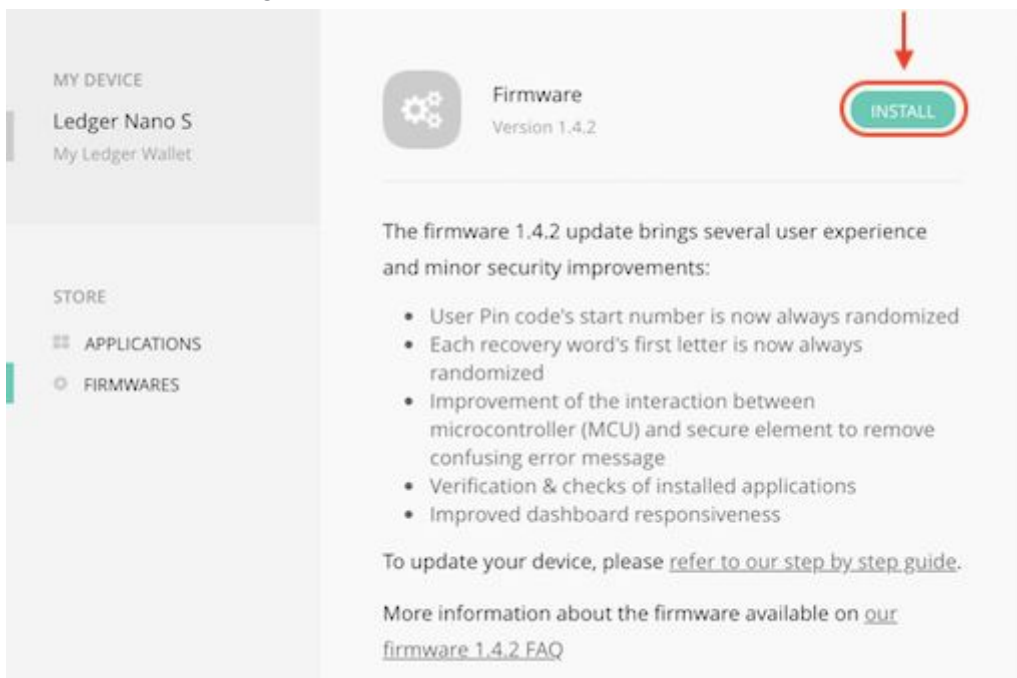 MY DEVICE
Ledger Nano S
My Ledger Wallet
STORE
APPLICATIONS
FIRMWARES
Firmware
Version 1.4.2
INSTALL
The firmware 1.4.2 update brings several user experience
and minor security improvements:
• User Pin code's start number is now always randomized
• Each recovery word's first letter is now always
randomized
• Improvement of the interaction between
microcontroller (MCU) and secure element to remove
confusing error message
• Verification & checks of installed applications
• Improved dashboard responsiveness
To update your device, please refer to our step by step guide.
More information about the firmware available on our
firmware 1.4.2 FAQ